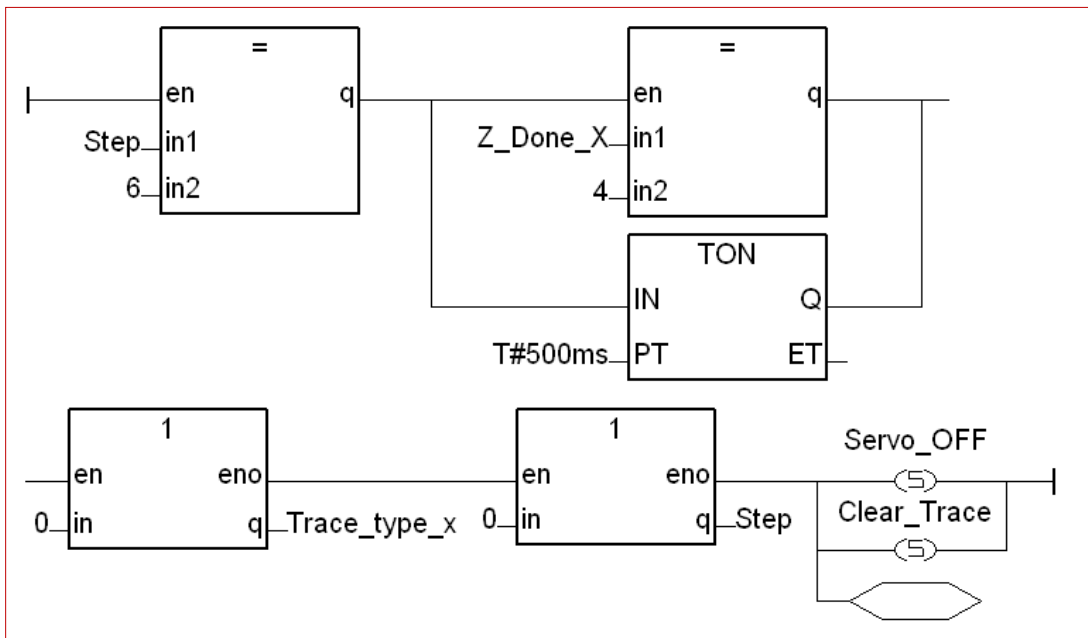 = =
en q en q
Step in1 Z_Done_X in1
6 in2 4 in2
TON
IN Q
T#500ms PT ET
1 1 Servo_OFF
en eno en eno
0 in q Trace_type_x 0 in q Step Clear_Trace
S
S